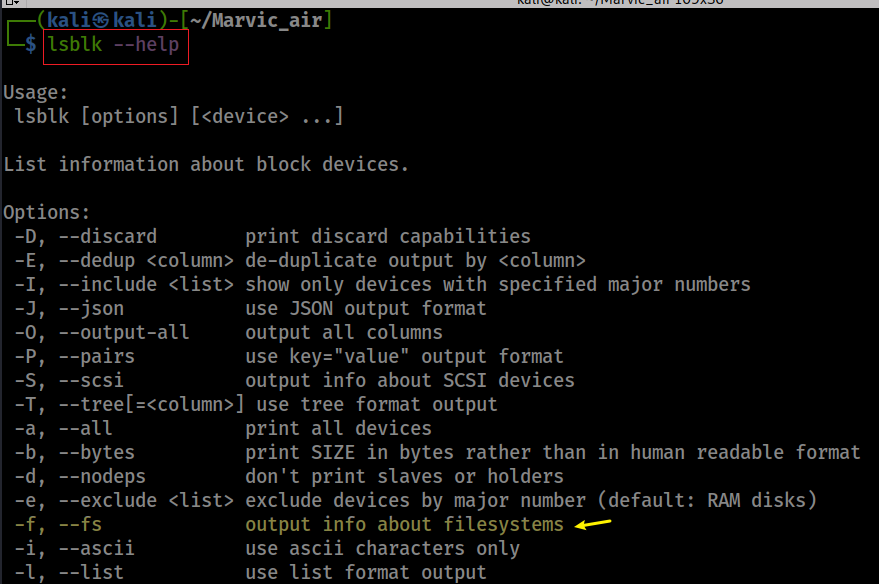 (kali㉿kali)-[~/Marvic_air]
$ lsblk --help
Usage:
lsblk [options] [<device> ...]
List information about block devices.
Options:
-D, --discard print discard capabilities
-E, --dedup <column> de-duplicate output by <column>
-I, --include <list> show only devices with specified major numbers
-J, --json use JSON output format
-O, --output-all output all columns
-P, --pairs use key="value" output format
-S, --scsi output info about SCSI devices
-T, --tree[=<column>] use tree format output
-a, --all print all devices
-b, --bytes print SIZE in bytes rather than in human readable format
-d, --nodeps don't print slaves or holders
-e, --exclude <list> exclude devices by major number (default: RAM disks)
-f, --fs output info about filesystems
-i, --ascii use ascii characters only
-l, --list use list format output